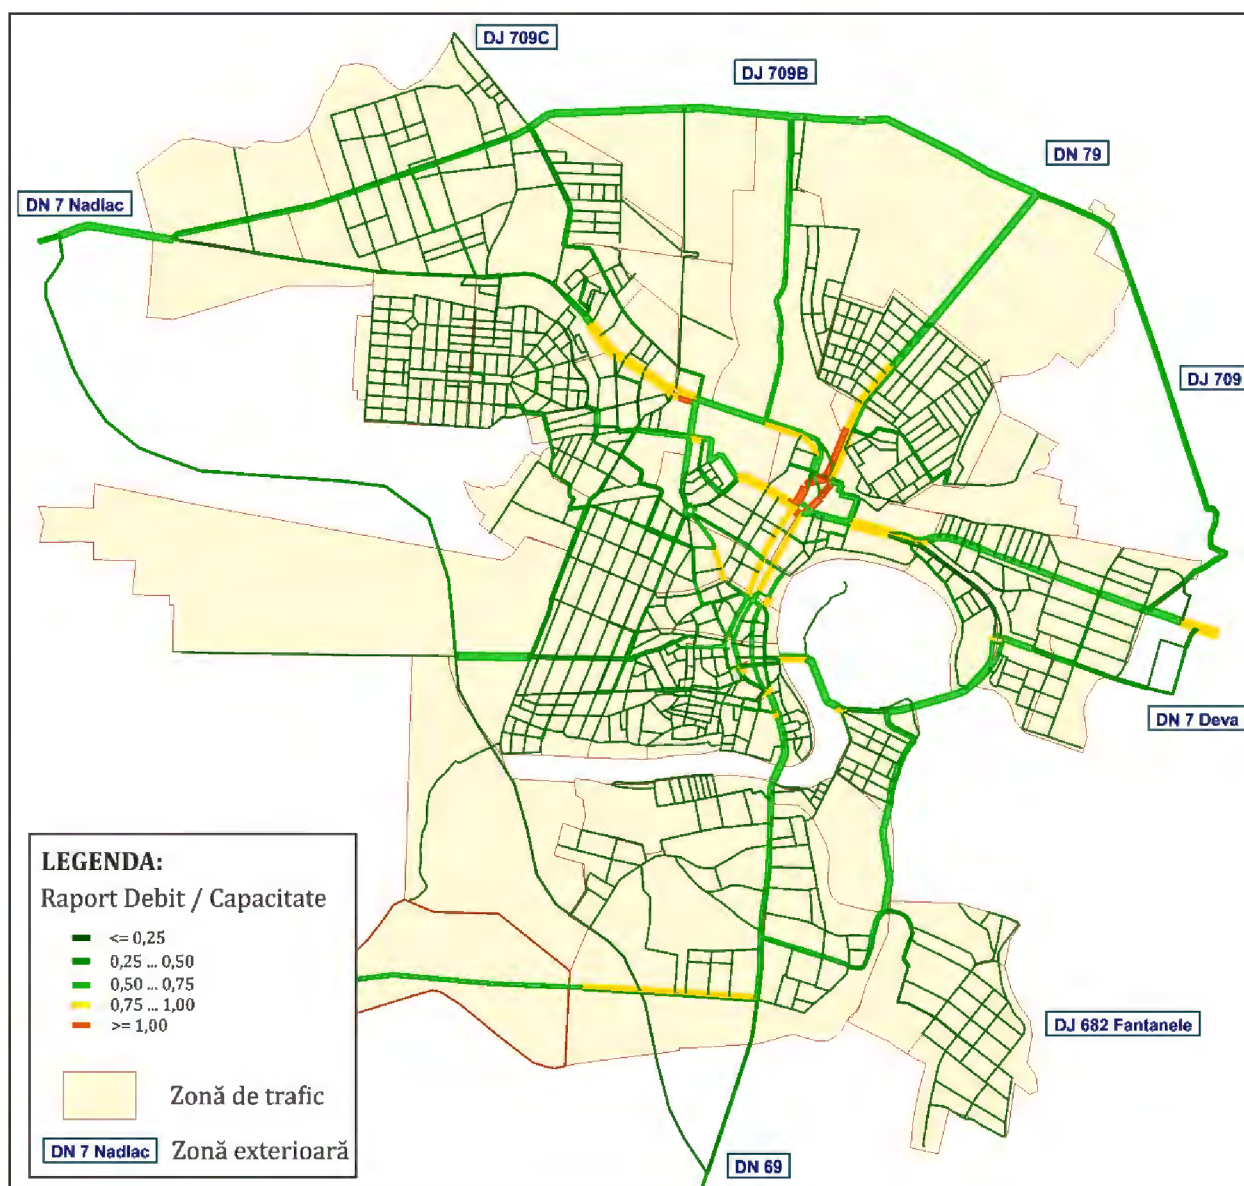 DJ 709C
DJ 709B
DN 79
DN 7 Nadlac
DJ 709
DN 7 Deva
LEGENDA:
Raport Debit / Capacitate
<= 0,25
0,25 ... 0,50
0,50 ... 0,75
0,75 ... 1,00
>= 1,00
Zonă de trafic
DN 7 Nadlac Zonă exterioară
DJ 682 Fantanele
DN 69